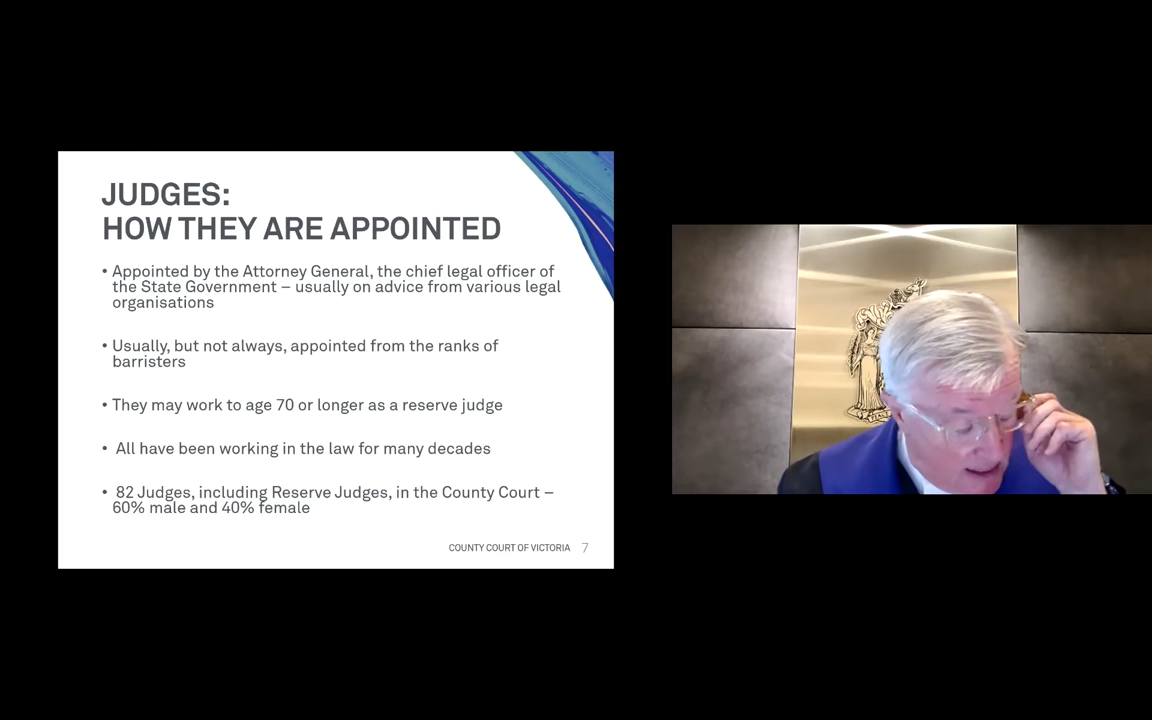 JUDGES:
HOW THEY ARE APPOINTED
• Appointed by the Attorney General, the chief legal officer of
the State Government – usually on advice from various legal
organisations
• Usually, but not always, appointed from the ranks of
barristers
• They may work to age 70 or longer as a reserve judge
• All have been working in the law for many decades
• 82 Judges, including Reserve Judges, in the County Court –
60% male and 40% female
COUNTY COURT OF VICTORIA 7